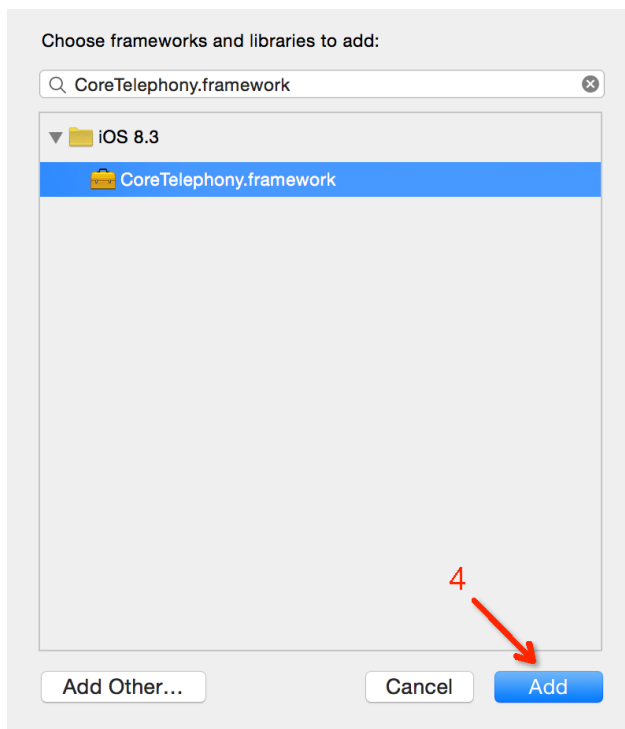 Choose frameworks and libraries to add:
CoreTelephony.framework
iOS 8.3
CoreTelephony.framework
4
Add Other...
Cancel
Add